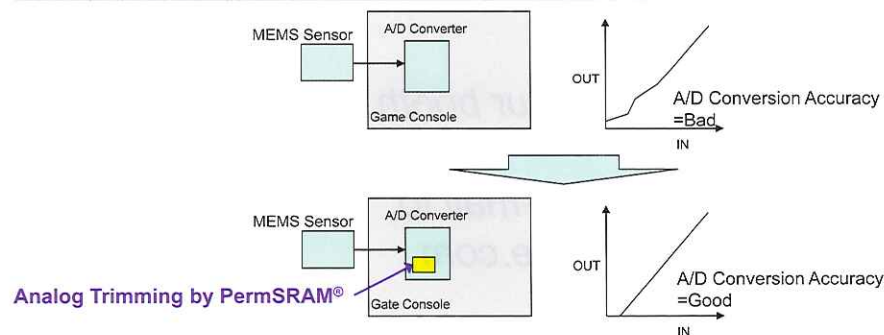 A/D Converter
MEMS Sensor
Game Console
OUT
A/D Conversion Accuracy
=Bad
IN
A/D Converter
MEMS Sensor
Analog Trimming by PermSRAM®
Gate Console
OUT
A/D Conversion Accuracy
=Good
IN